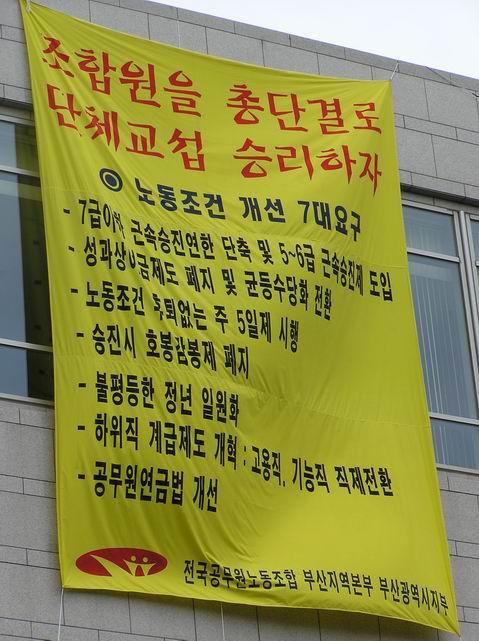 조합원을 총단결로
단체교섭 승리하자
◉ 노동조건 개선 7대요구
- 7급이하 근속승진연한 단축 및 5~6급 근속승진제 도입
- 성과상여금제도 폐지 및 균등수당화 전환
- 노동조건 후퇴없는 주 5일제 시행
- 승진시 호봉감봉제 폐지
- 불평등한 정년 일원화
- 하위직 계급제도 개혁 : 고용직, 기능직 직제전환
- 공무원연금법 개선
전국공무원노동조합 부산지역본부 부산광역시지부